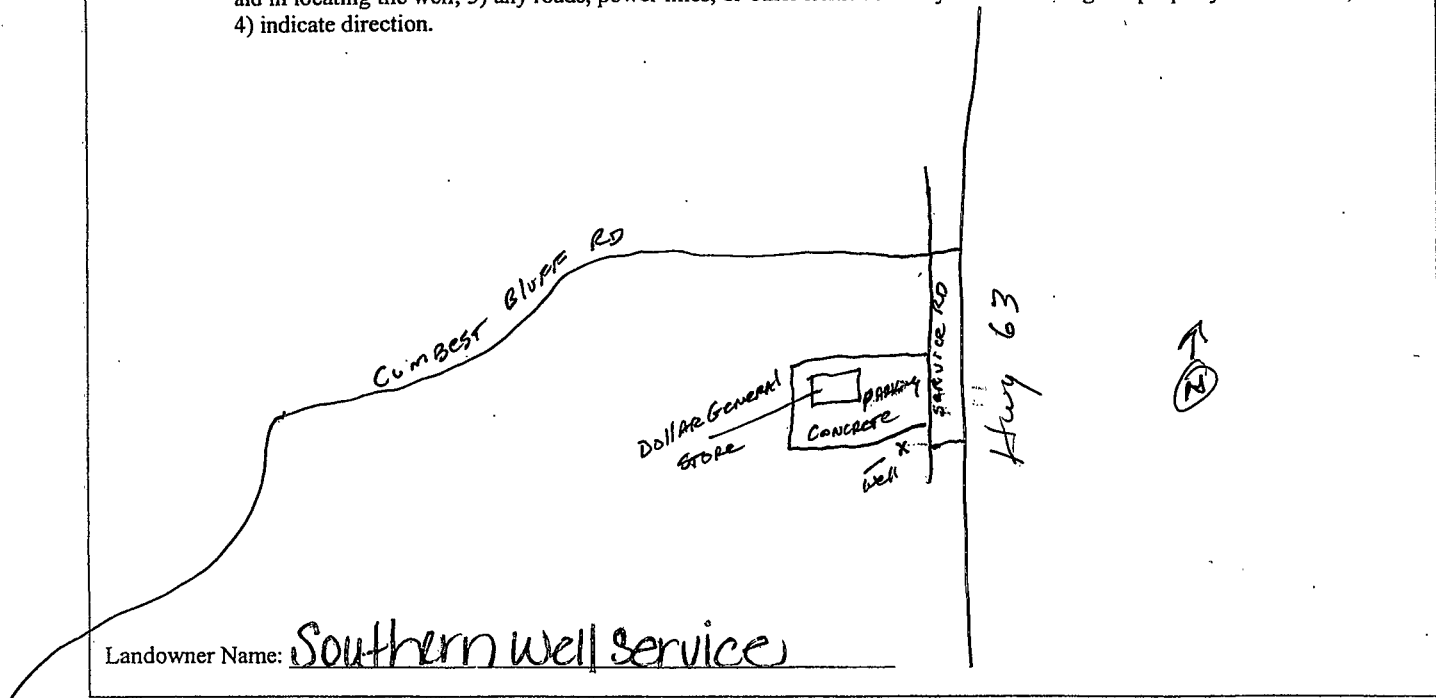 4) indicate direction.
CUMBEST BLUFF RD
SERVICE RD
Hwy 63
N
DOLLAR GENERAL
STORE
PARKING
CONCRETE
Well x
Landowner Name: Southern Well Service